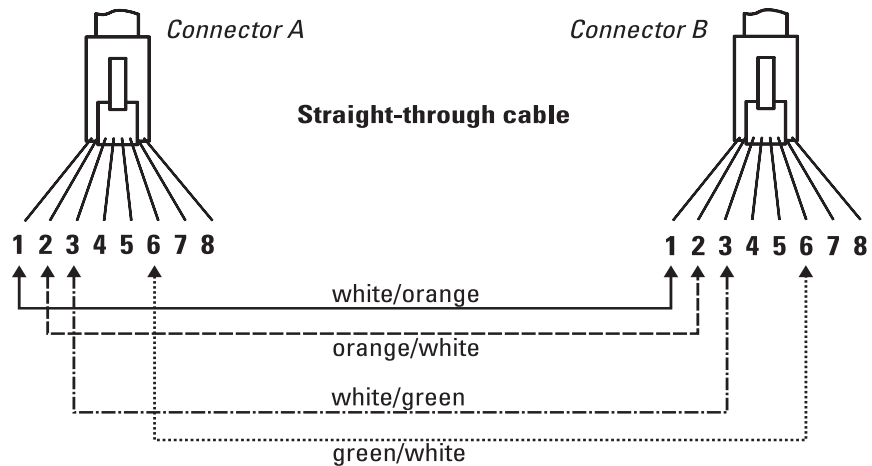 Connector A
Connector B
Straight-through cable
1 2 3 4 5 6 7 8
1 2 3 4 5 6 7 8
white/orange
orange/white
white/green
green/white